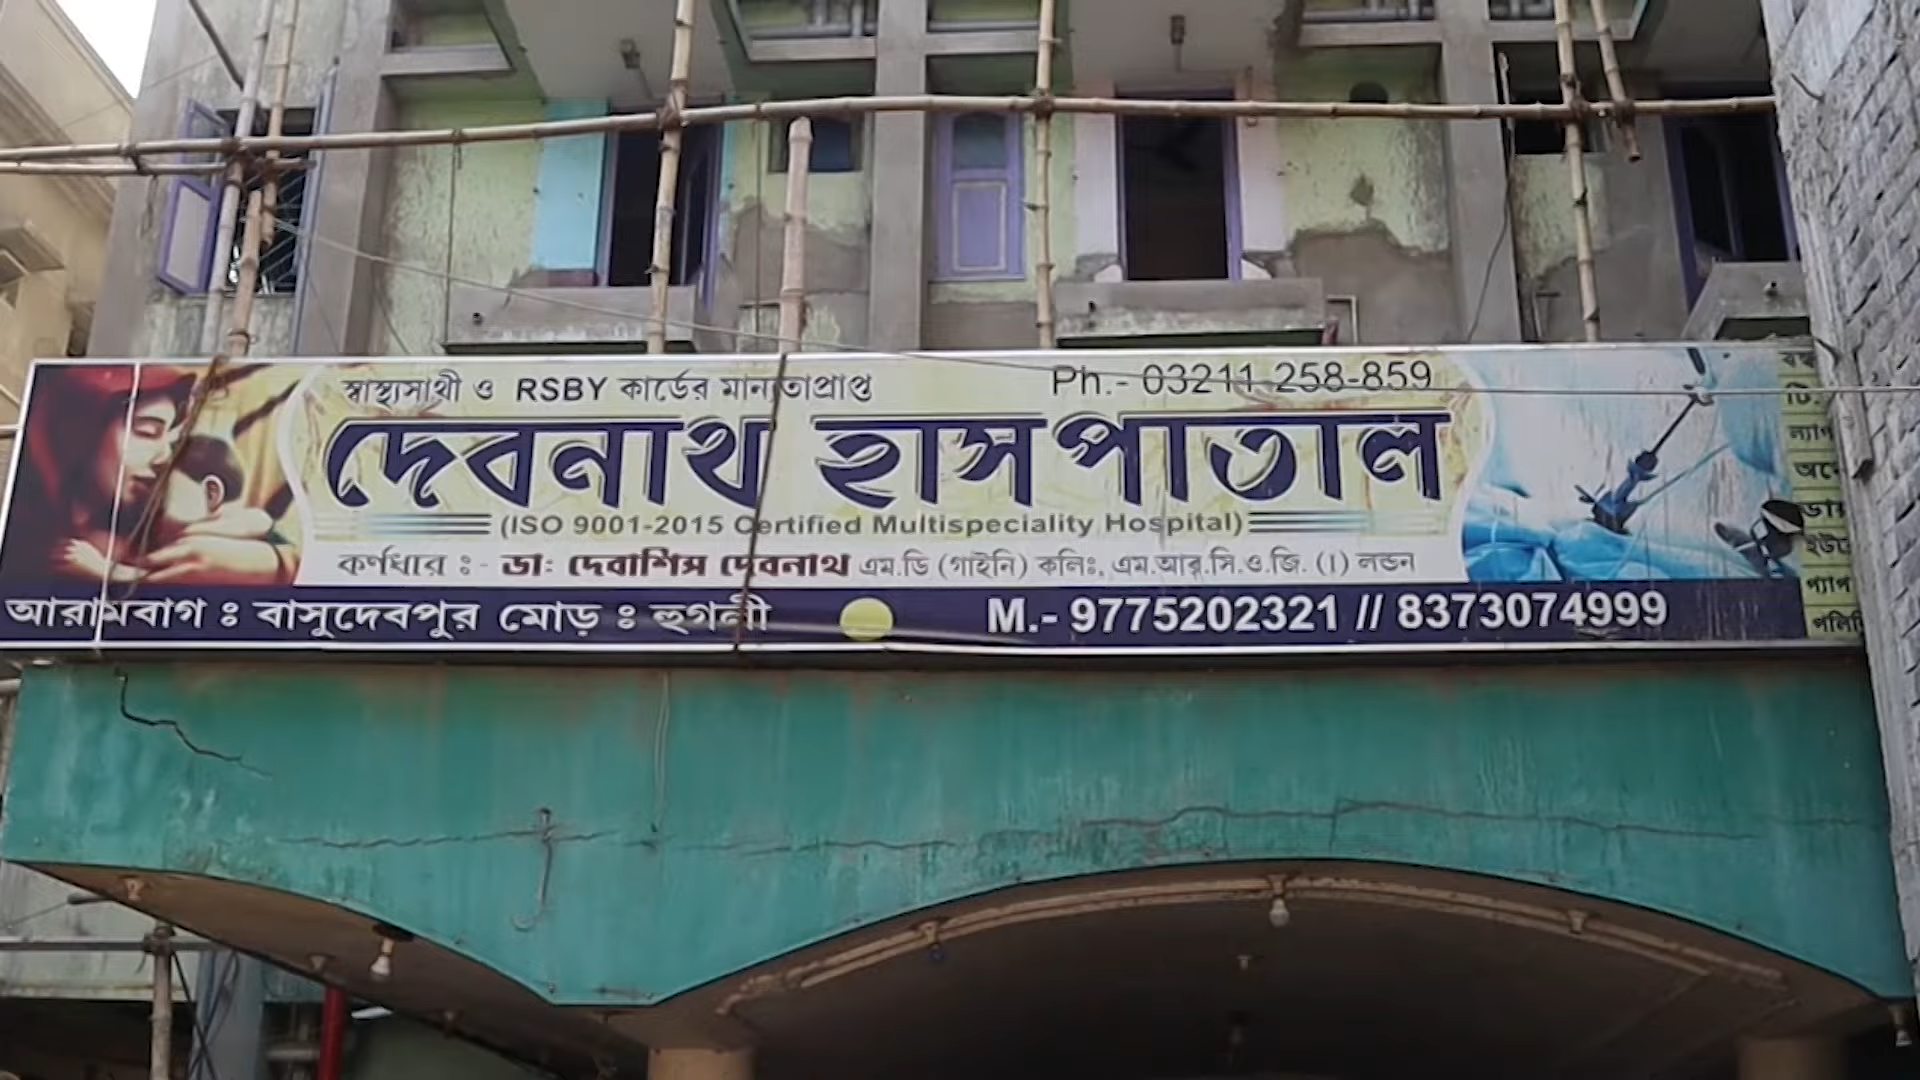 স্বাস্থ্যসাথী ও RSBY কার্ডের মান্যতাপ্রাপ্ত
Ph.- 03211-258-859
দেবনাথ হাসপাতাল
(ISO 9001-2015 Certified Multispeciality Hospital)
কর্ণধার ঃ- ডাঃ দেবাশিস দেবনাথ এম.ডি (গাইনি) কলিঃ, এম.আর.সি.ও.জি. (I) লন্ডন
আরামবাগ ঃ বাসুদেবপুর মোড় ঃ হুগলী
M.- 9775202321 // 8373074999